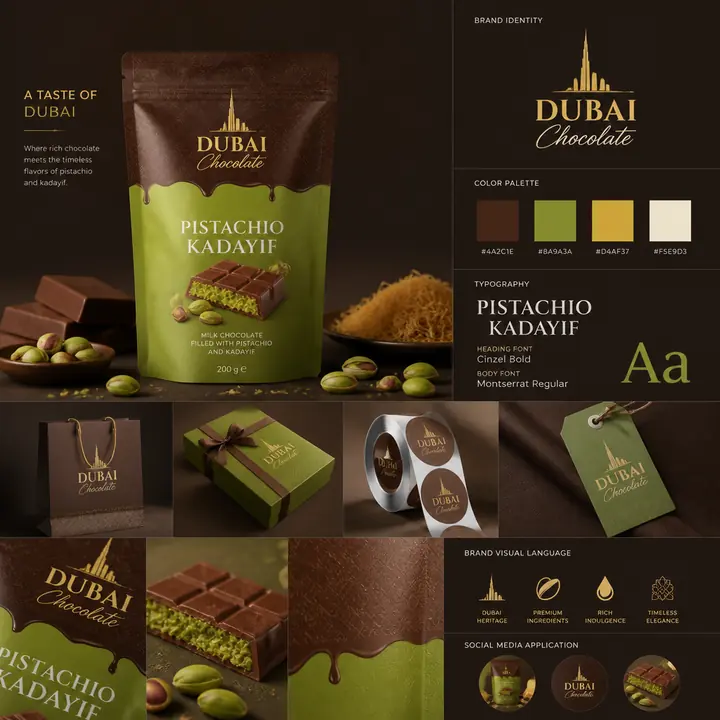 A TASTE OF
DUBAI
Where rich chocolate
meets the timeless
flavors of pistachio
and kadayif.
DUBAI
Chocolate
PISTACHIO
KADAYIF
MILK CHOCOLATE
FILLED WITH PISTACHIO
AND KADAYIF
200 g e
BRAND IDENTITY
DUBAI
Chocolate
COLOR PALETTE
#4A2C1E #8A9A3A #D4AF37 #F5E9D3
TYPOGRAPHY
PISTACHIO
KADAYIF
HEADING FONT
Cinzel Bold
BODY FONT
Montserrat Regular
Aa
DUBAI
Chocolate
DUBAI
Chocolate
DUBAI
Chocolate
DUBAI
Chocolate
DUBAI
Chocolate
DUBAI
Chocolate
PISTACHIO
KADAYIF
BRAND VISUAL LANGUAGE
DUBAI
HERITAGE
PREMIUM
INGREDIENTS
RICH
INDULGENCE
TIMELESS
ELEGANCE
SOCIAL MEDIA APPLICATION
DUBAI
Chocolate